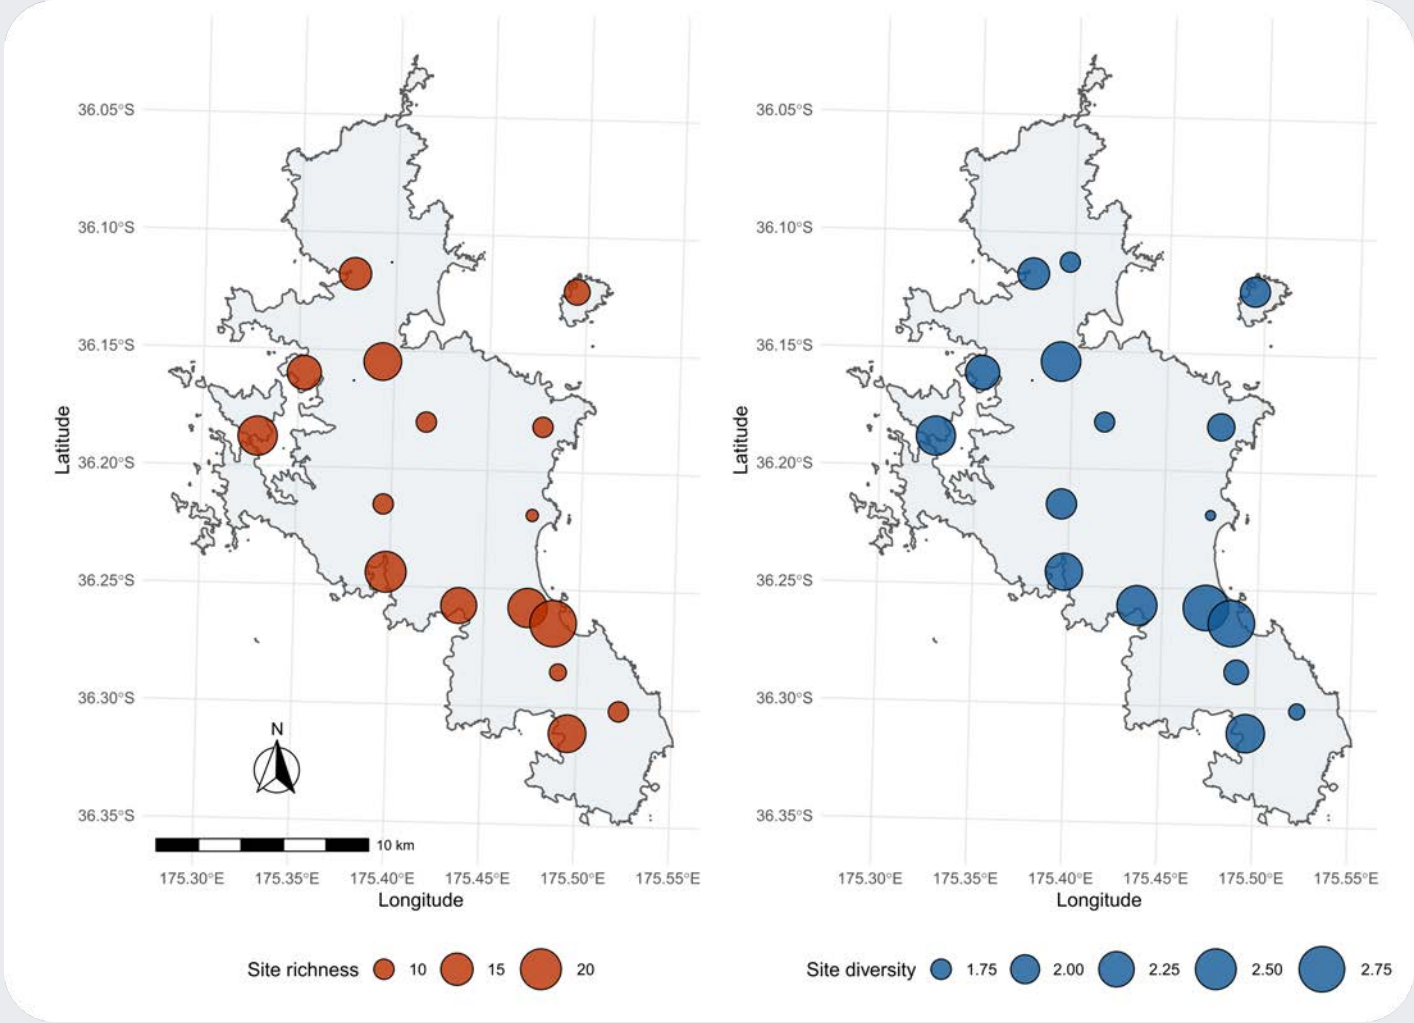 36.05°S
36.10°S
36.15°S
36.20°S
36.25°S
36.30°S
36.35°S
Latitude
N
10 km
175.30°E 175.35°E 175.40°E 175.45°E 175.50°E 175.55°E
Longitude
Site richness 10 15 20
36.05°S
36.10°S
36.15°S
36.20°S
36.25°S
36.30°S
36.35°S
Latitude
175.30°E 175.35°E 175.40°E 175.45°E 175.50°E 175.55°E
Longitude
Site diversity 1.75 2.00 2.25 2.50 2.75